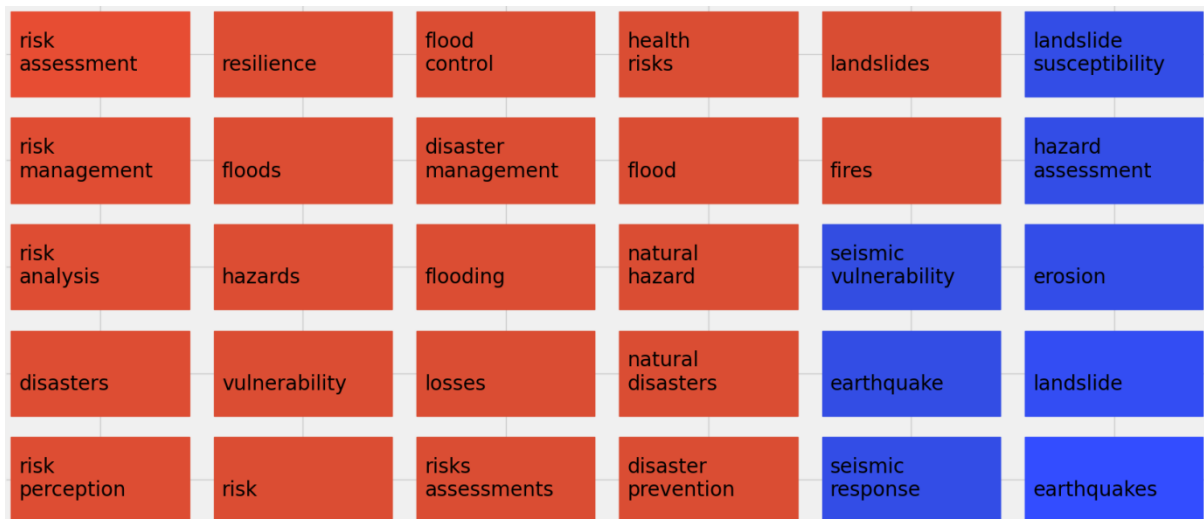 risk
assessment
resilience
flood
control
health
risks
landslides
landslide
susceptibility
risk
management
floods
disaster
management
flood
fires
hazard
assessment
risk
analysis
hazards
flooding
natural
hazard
seismic
vulnerability
erosion
disasters
vulnerability
losses
natural
disasters
earthquake
landslide
risk
perception
risk
risks
assessments
disaster
prevention
seismic
response
earthquakes